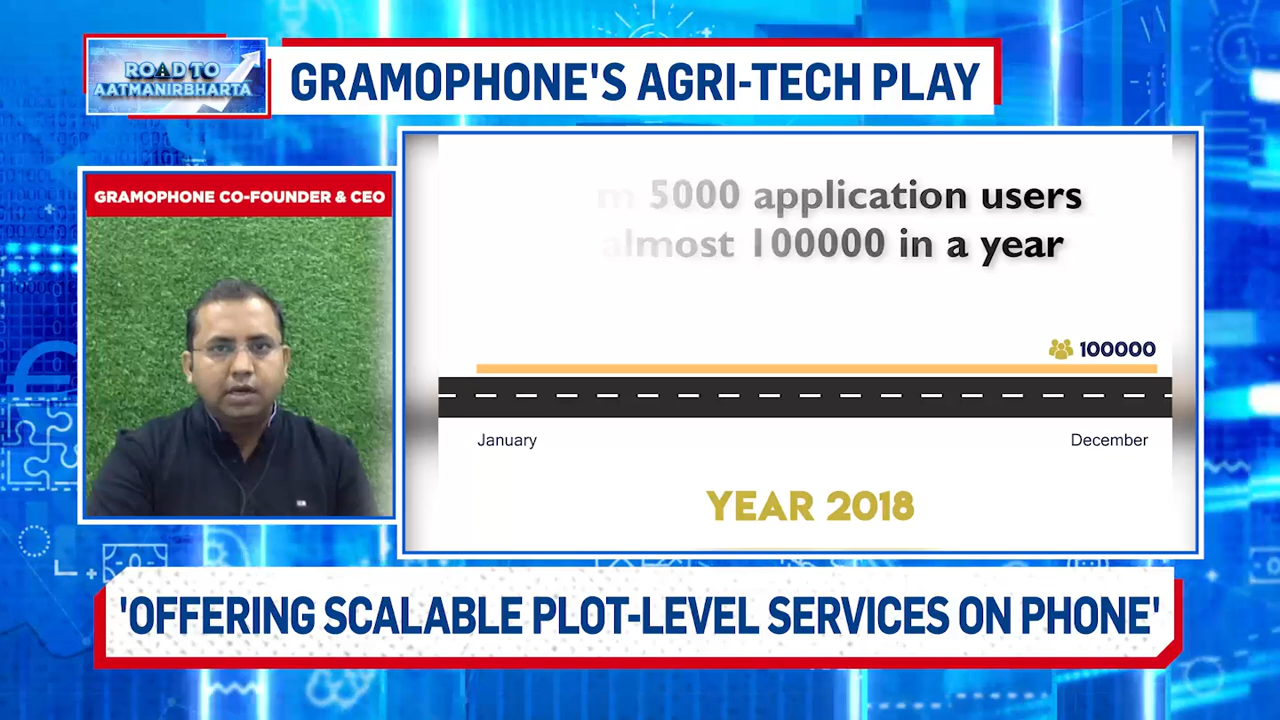 ROAD TO
AATMANIRBHARTA
GRAMOPHONE'S AGRI-TECH PLAY
GRAMOPHONE CO-FOUNDER & CEO
m 5000 application users
almost 100000 in a year
100000
January
December
YEAR 2018
'OFFERING SCALABLE PLOT-LEVEL SERVICES ON PHONE'